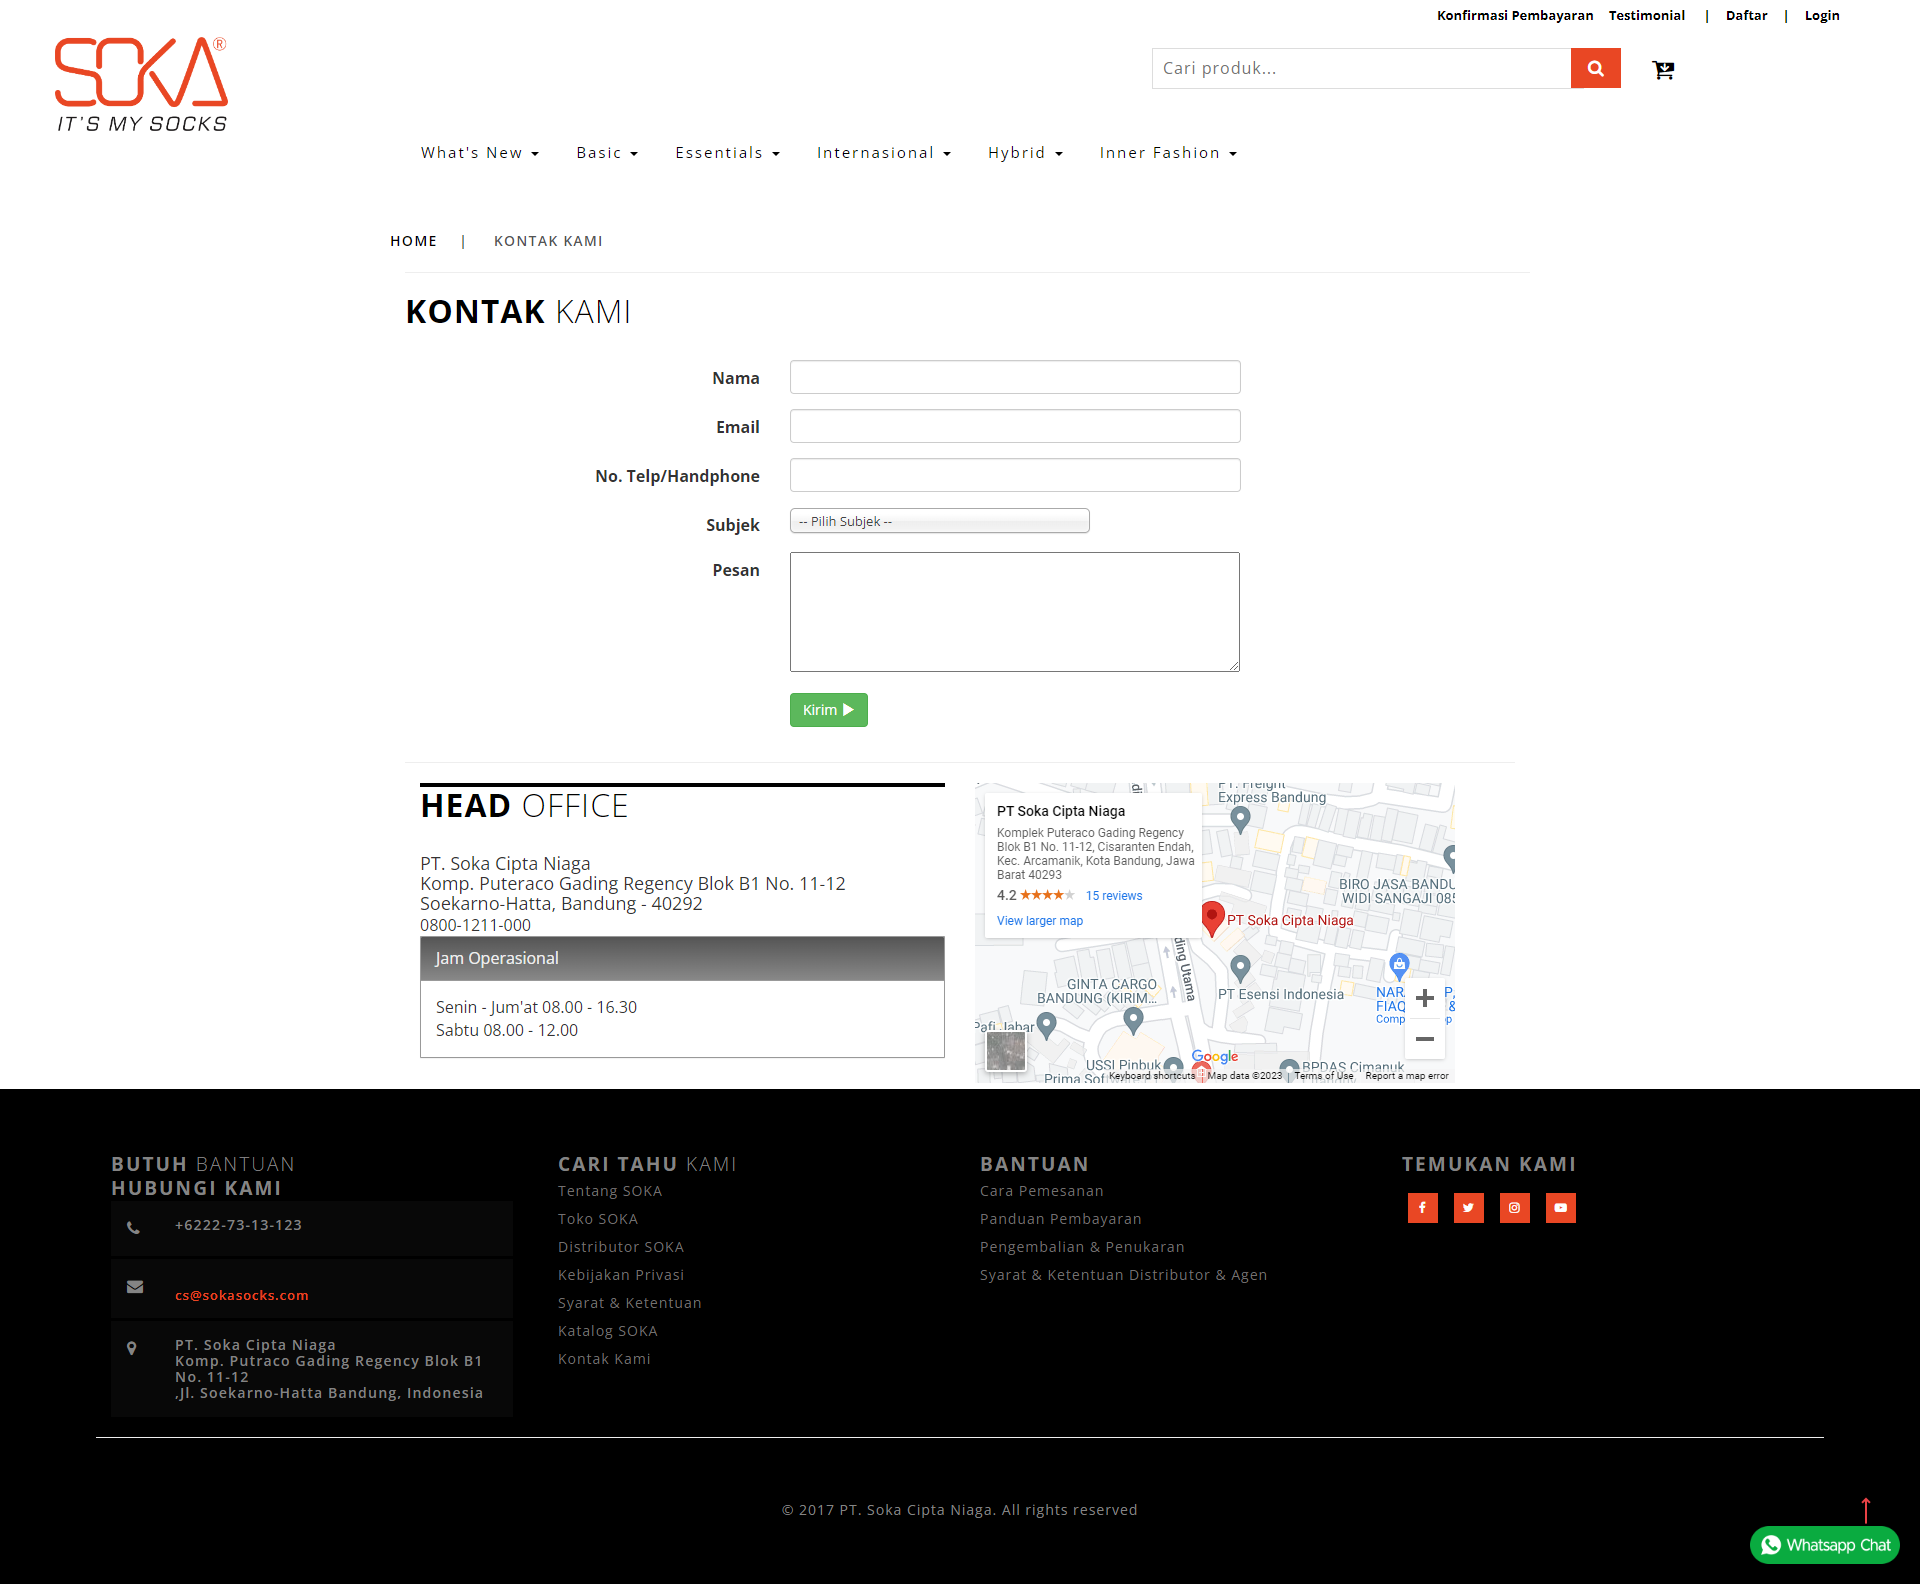 Konfirmasi Pembayaran Testimonial | Daftar | Login
SOKA®
IT'S MY SOCKS
Cari produk...
What's New Basic Essentials Internasional Hybrid Inner Fashion
HOME | KONTAK KAMI
KONTAK KAMI
Nama
Email
No. Telp/Handphone
Subjek
-- Pilih Subjek --
Pesan
Kirim
HEAD OFFICE
PT. Soka Cipta Niaga
Komp. Puteraco Gading Regency Blok B1 No. 11-12
Soekarno-Hatta, Bandung - 40292
0800-1211-000
Jam Operasional
Senin - Jum'at 08.00 - 16.30
Sabtu 08.00 - 12.00
PT Soka Cipta Niaga
Komplek Puteraco Gading Regency
Blok B1 No. 11-12, Cisaranten Endah,
Kec. Arcamanik, Kota Bandung, Jawa
Barat 40293
4.2 15 reviews
View larger map
PT. Freight
Express Bandung
BIRO JASA BANDU
WIDI SANGAJI 085
PT Soka Cipta Niaga
ding Utama
GINTA CARGO
BANDUNG (KIRIM...
PT Esensi Indonesia
Pafi Jabar
USSI Pinbuk
Prima Sof
BPDAS Cimanuk
Google
Keyboard shortcuts Map data ©2023 Terms of Use Report a map error
BUTUH BANTUAN
HUBUNGI KAMI
+6222-73-13-123
cs@sokasocks.com
PT. Soka Cipta Niaga
Komp. Putraco Gading Regency Blok B1
No. 11-12
,Jl. Soekarno-Hatta Bandung, Indonesia
CARI TAHU KAMI
Tentang SOKA
Toko SOKA
Distributor SOKA
Kebijakan Privasi
Syarat & Ketentuan
Katalog SOKA
Kontak Kami
BANTUAN
Cara Pemesanan
Panduan Pembayaran
Pengembalian & Penukaran
Syarat & Ketentuan Distributor & Agen
TEMUKAN KAMI
© 2017 PT. Soka Cipta Niaga. All rights reserved
Whatsapp Chat